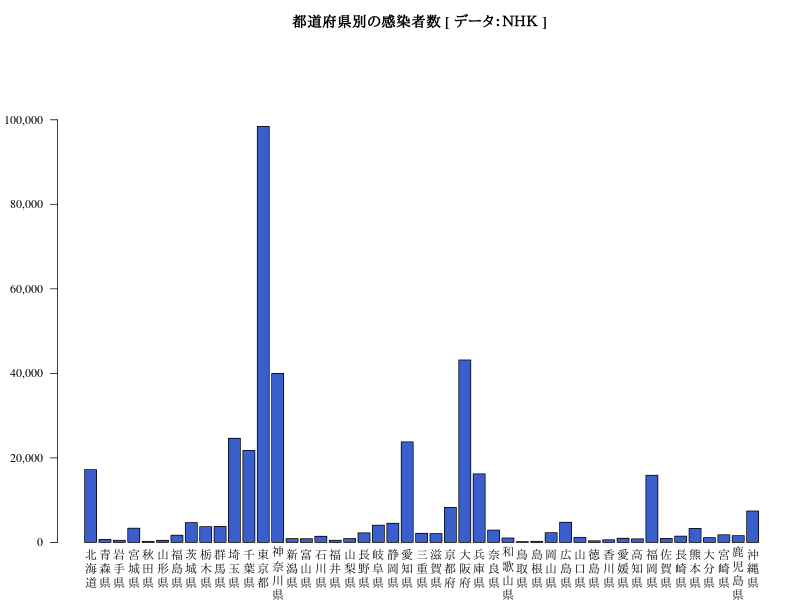 都道府県別の感染者数 [ データ：NHK ]
100,000
80,000
60,000
40,000
20,000
0
北海道
青森県
岩手県
宮城県
秋田県
山形県
福島県
茨城県
栃木県
群馬県
埼玉県
千葉県
東京都
神奈川県
新潟県
富山県
石川県
福井県
山梨県
長野県
岐阜県
静岡県
愛知県
三重県
滋賀県
京都府
大阪府
兵庫県
奈良県
和歌山県
鳥取県
島根県
岡山県
広島県
山口県
徳島県
香川県
愛媛県
高知県
福岡県
佐賀県
長崎県
熊本県
大分県
宮崎県
鹿児島県
沖縄県